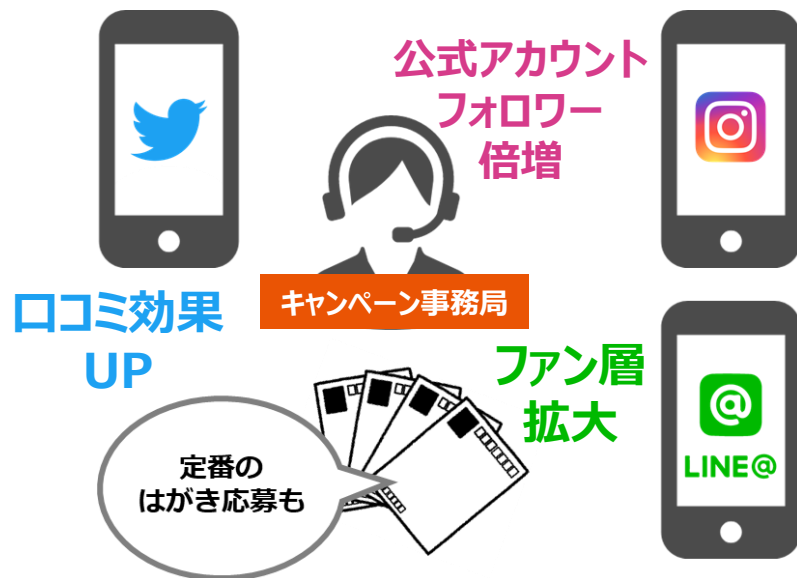 公式アカウント
フォロワー
倍増
キャンペーン事務局
口コミ効果
UP
ファン層
拡大
@
LINE@
定番の
はがき応募も